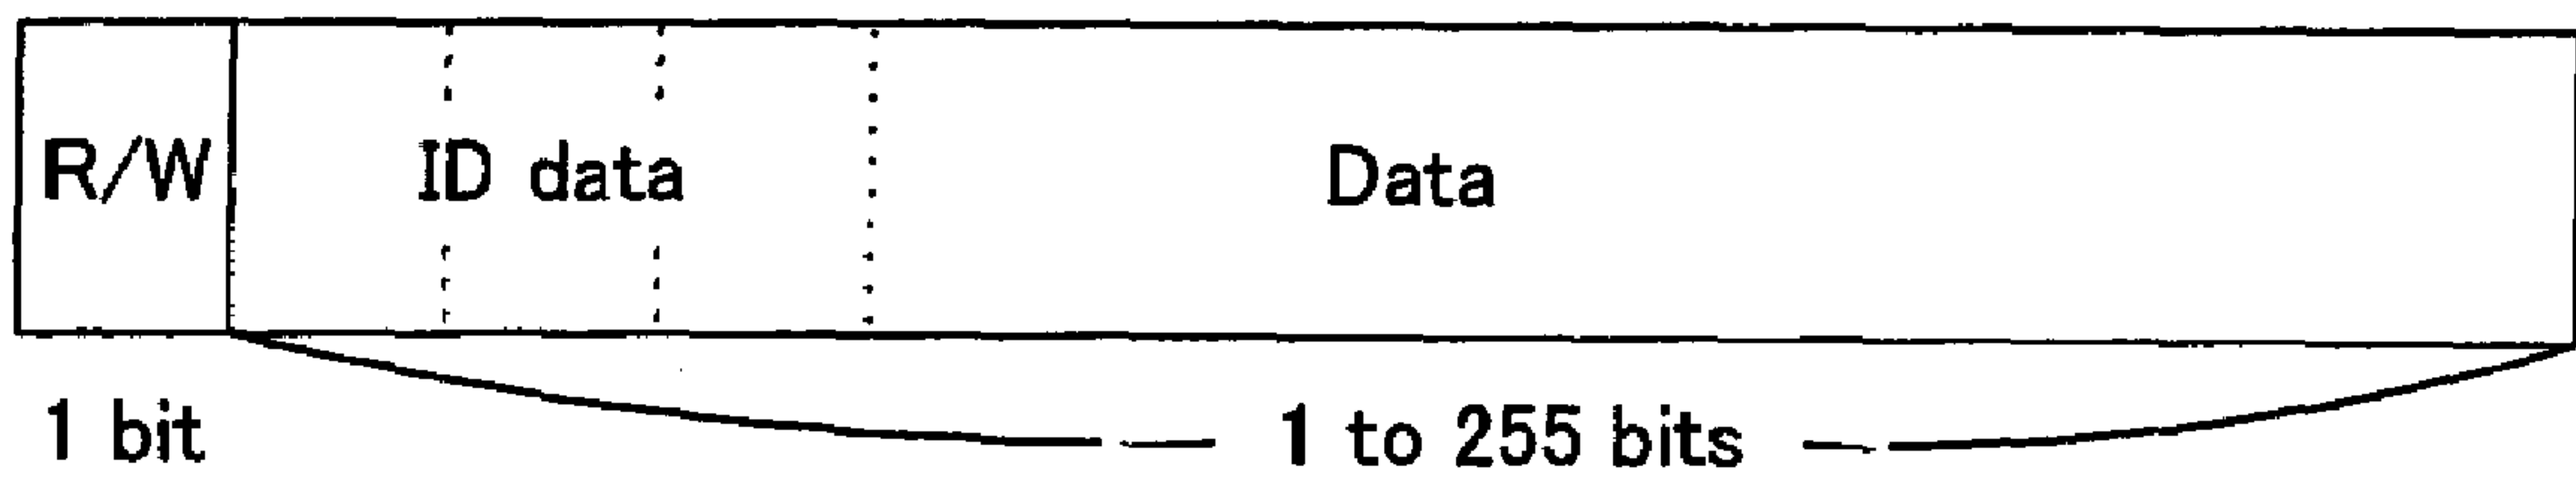 R/W ID data Data
1 bit 1 to 255 bits